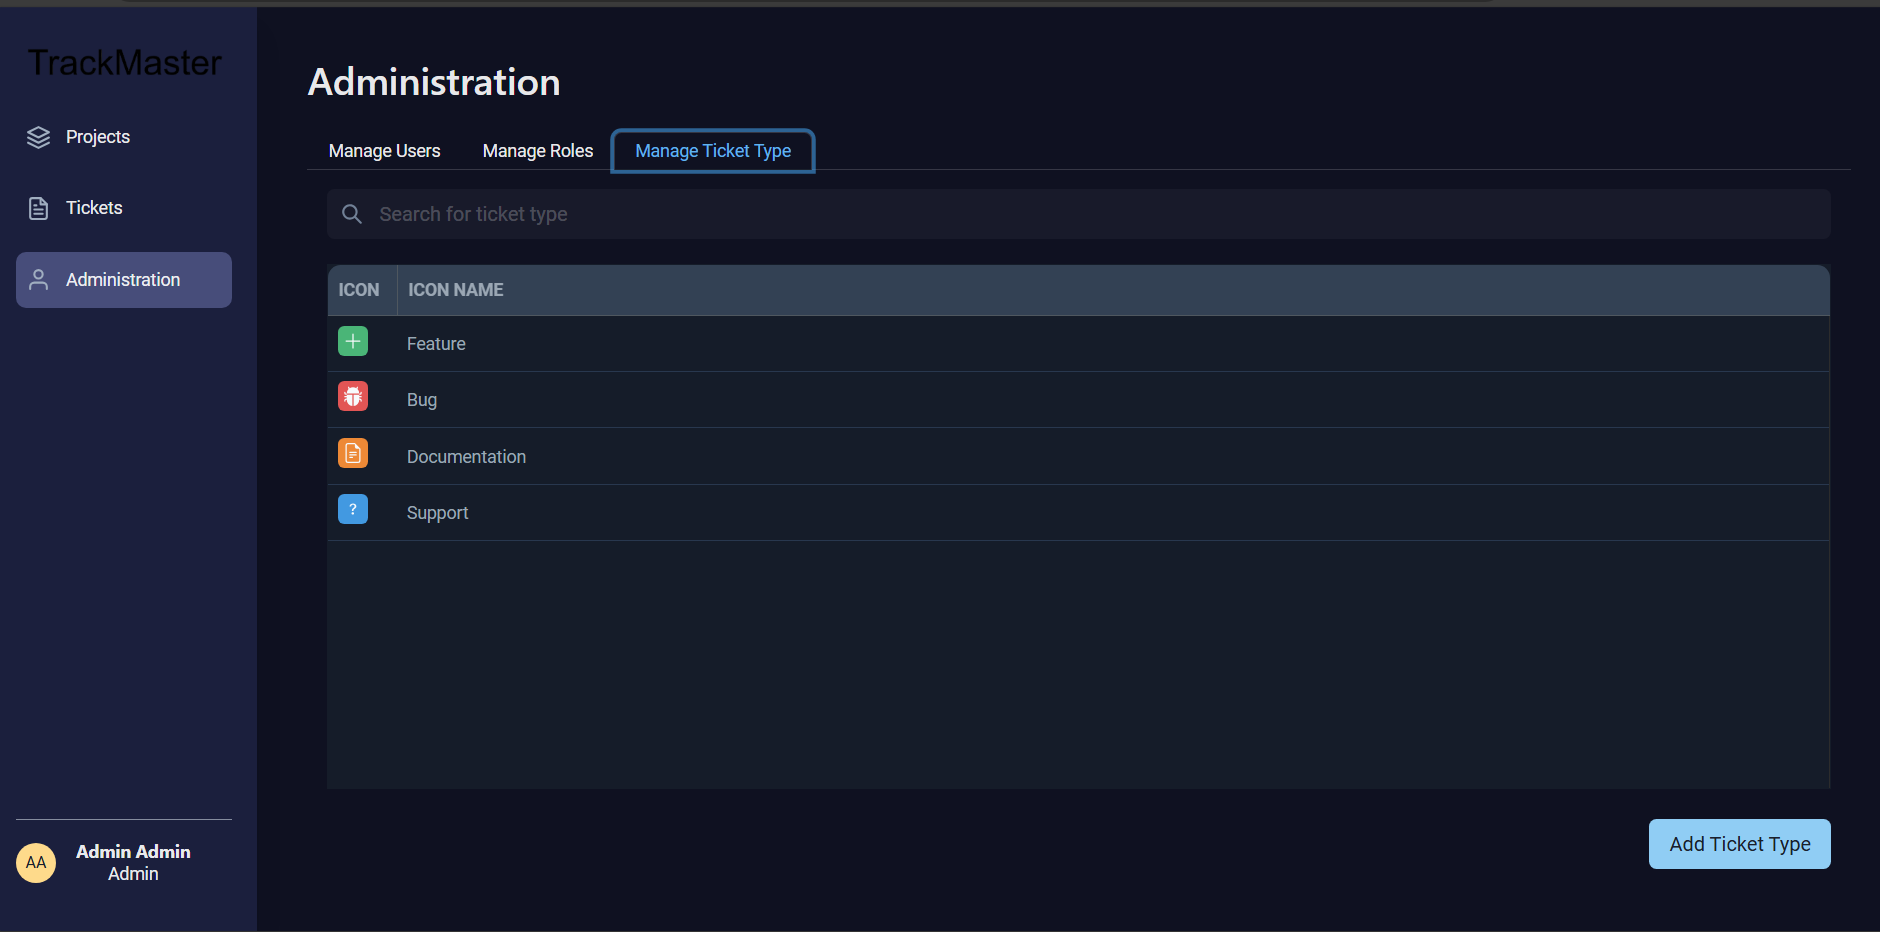 TrackMaster
Projects
Tickets
Administration
Administration
Manage Users
Manage Roles
Manage Ticket Type
Search for ticket type
ICON
ICON NAME
Feature
Bug
Documentation
?
Support
Add Ticket Type
AA
Admin Admin
Admin